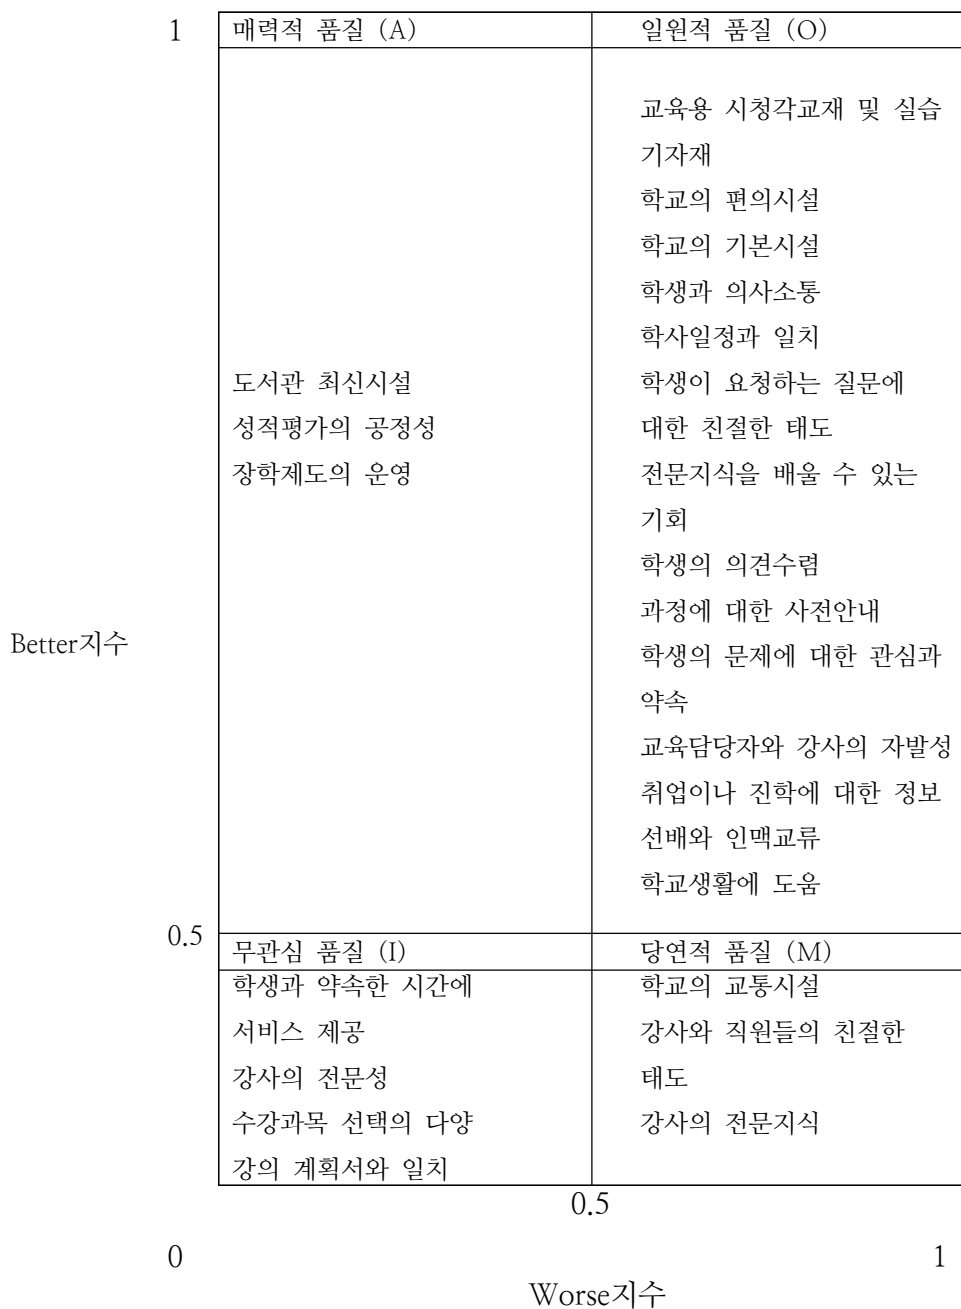 1
매력적 품질 (A)
일원적 품질 (O)
도서관 최신시설
성적평가의 공정성
장학제도의 운영
교육용 시청각교재 및 실습
기자재
학교의 편의시설
학교의 기본시설
학생과 의사소통
학사일정과 일치
학생이 요청하는 질문에
대한 친절한 태도
전문지식을 배울 수 있는
기회
학생의 의견수렴
과정에 대한 사전안내
학생의 문제에 대한 관심과
약속
교육담당자와 강사의 자발성
취업이나 진학에 대한 정보
선배와 인맥교류
학교생활에 도움
Better지수
0.5
무관심 품질 (I)
당연적 품질 (M)
학생과 약속한 시간에
서비스 제공
강사의 전문성
수강과목 선택의 다양
강의 계획서와 일치
학교의 교통시설
강사와 직원들의 친절한
태도
강사의 전문지식
0.5
0
1
Worse지수